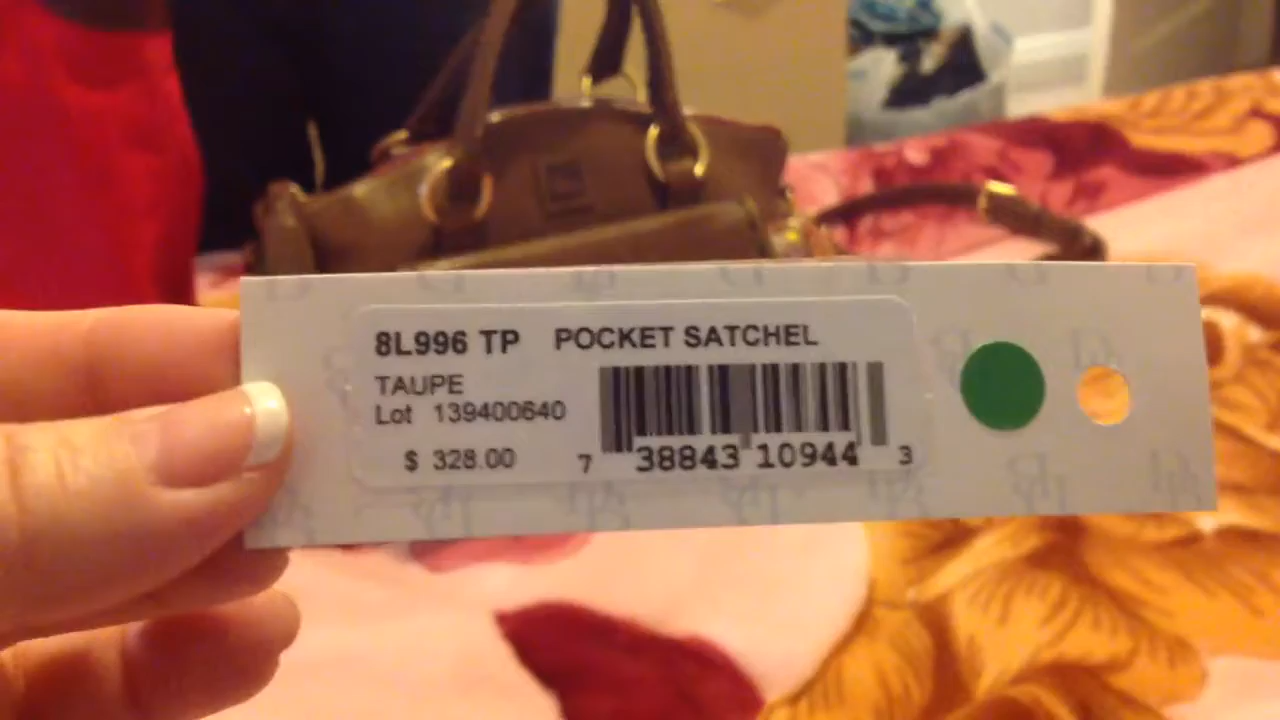 8L996 TP POCKET SATCHEL
TAUPE
Lot 139400640
$ 328.00
7 38843 10944 3